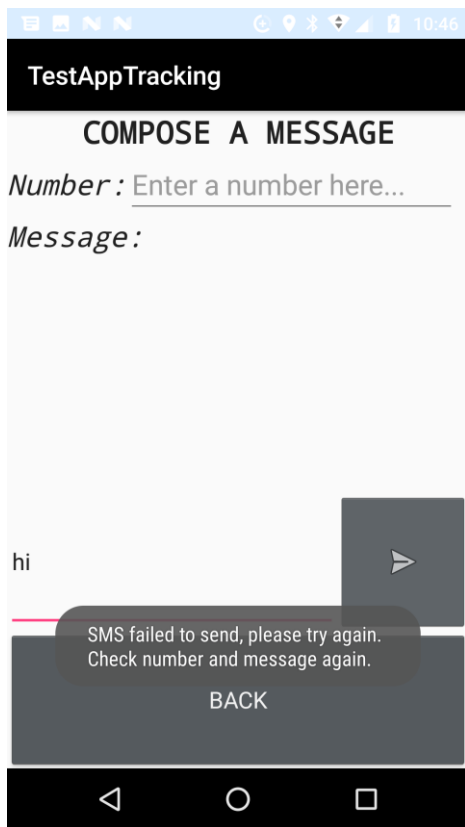 10:46
TestAppTracking
COMPOSE A MESSAGE
Number: Enter a number here...
Message:
hi
SMS failed to send, please try again.
Check number and message again.
BACK